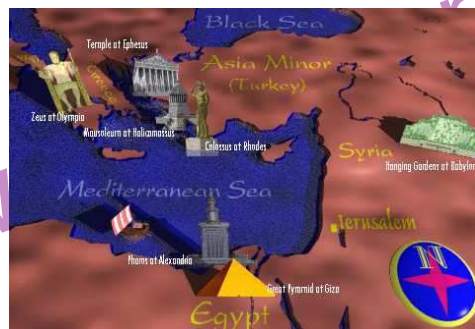 Black Sea
Temple at Ephesus
Asia Minor
(Turkey)
Greece
Zeus at Olympia
Mausoleum at Halicarnassus
Colossus at Rhodes
Syria
Hanging Gardens at Babylon
Mediterranean Sea
Jerusalem
Pharos at Alexandria
N
Great Pyramid at Giza
Egypt